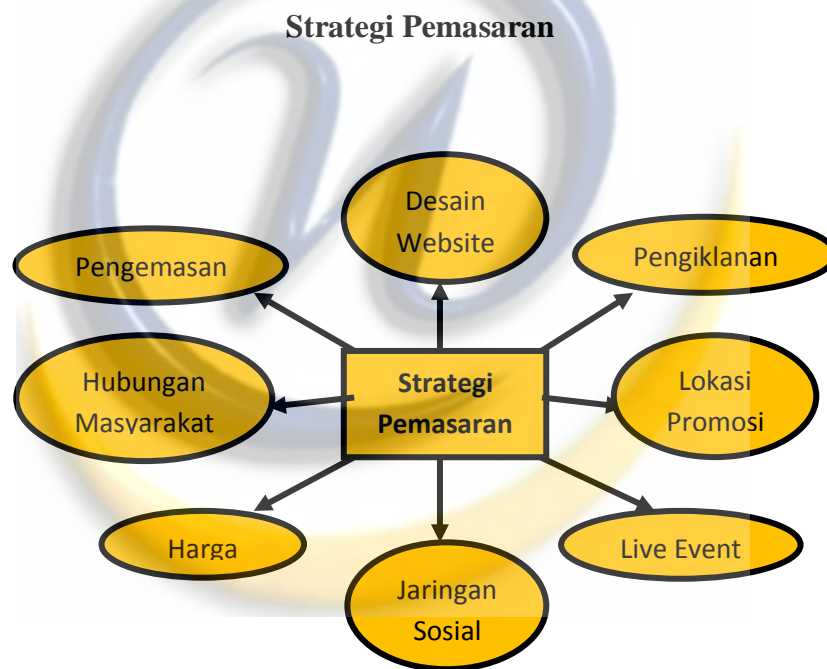 Strategi Pemasaran
Desain
Website
Pengemasan
Pengiklanan
Hubungan
Masyarakat
Strategi
Pemasaran
Lokasi
Promosi
Harga
Live Event
Jaringan
Sosial